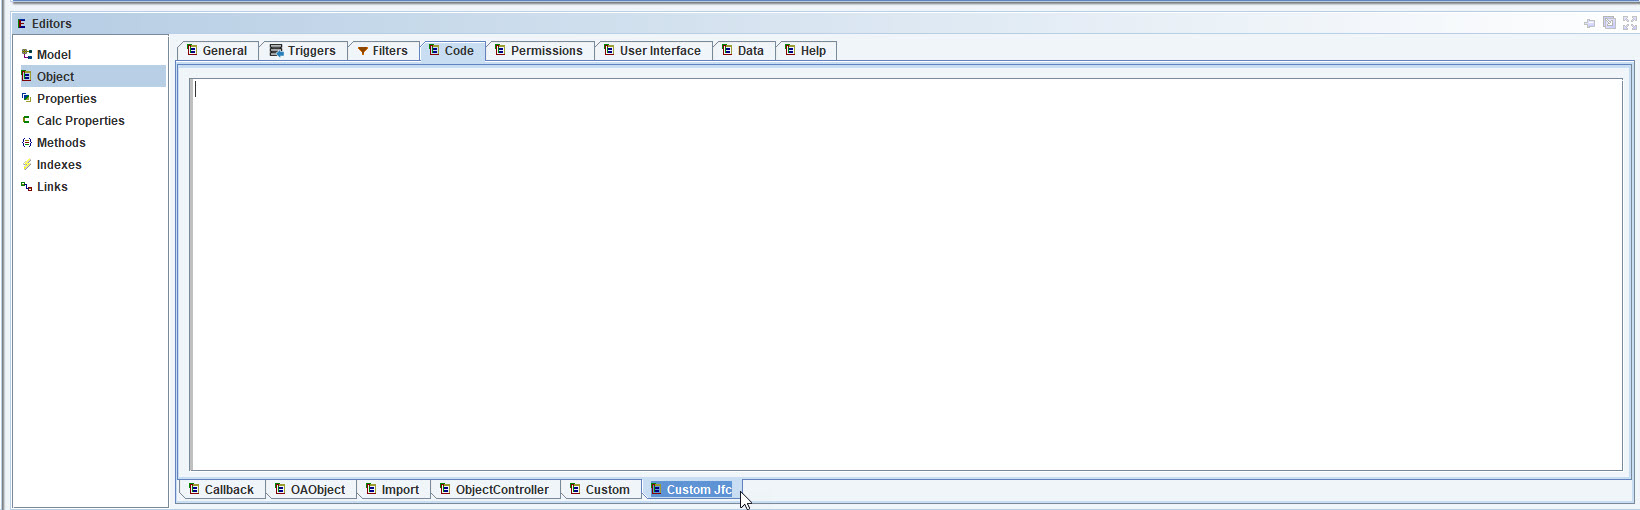 Editors
Model
Object
Properties
Calc Properties
Methods
Indexes
Links
General Triggers Filters Code Permissions User Interface Data Help
Callback OAObject Import ObjectController Custom Custom Jfc